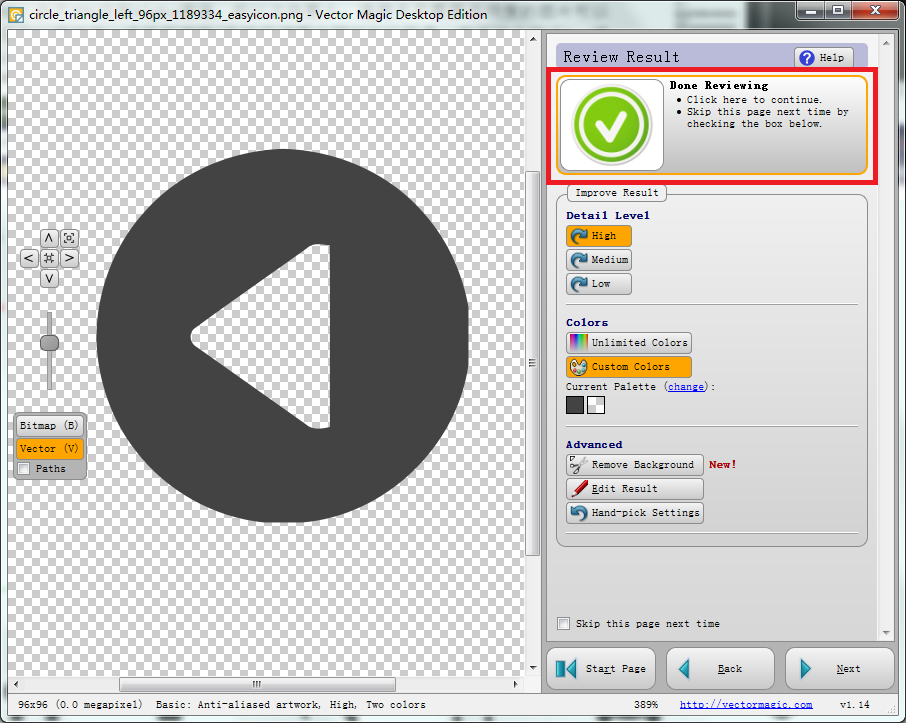 circle_triangle_left_96px_1189334_easyicon.png - Vector Magic Desktop Edition
Review Result
Help
Done Reviewing
Click here to continue.
Skip this page next time by
checking the box below.
Improve Result
Detail Level
High
Medium
Low
Colors
Unlimited Colors
Custom Colors
Current Palette (change):
Advanced
Remove Background New!
Edit Result
Hand-pick Settings
Bitmap (B)
Vector (V)
Paths
Skip this page next time
Start Page
Back
Next
96x96 (0.0 megapixel) Basic: Anti-aliased artwork, High, Two colors 389% http://vectormagic.com v1.14